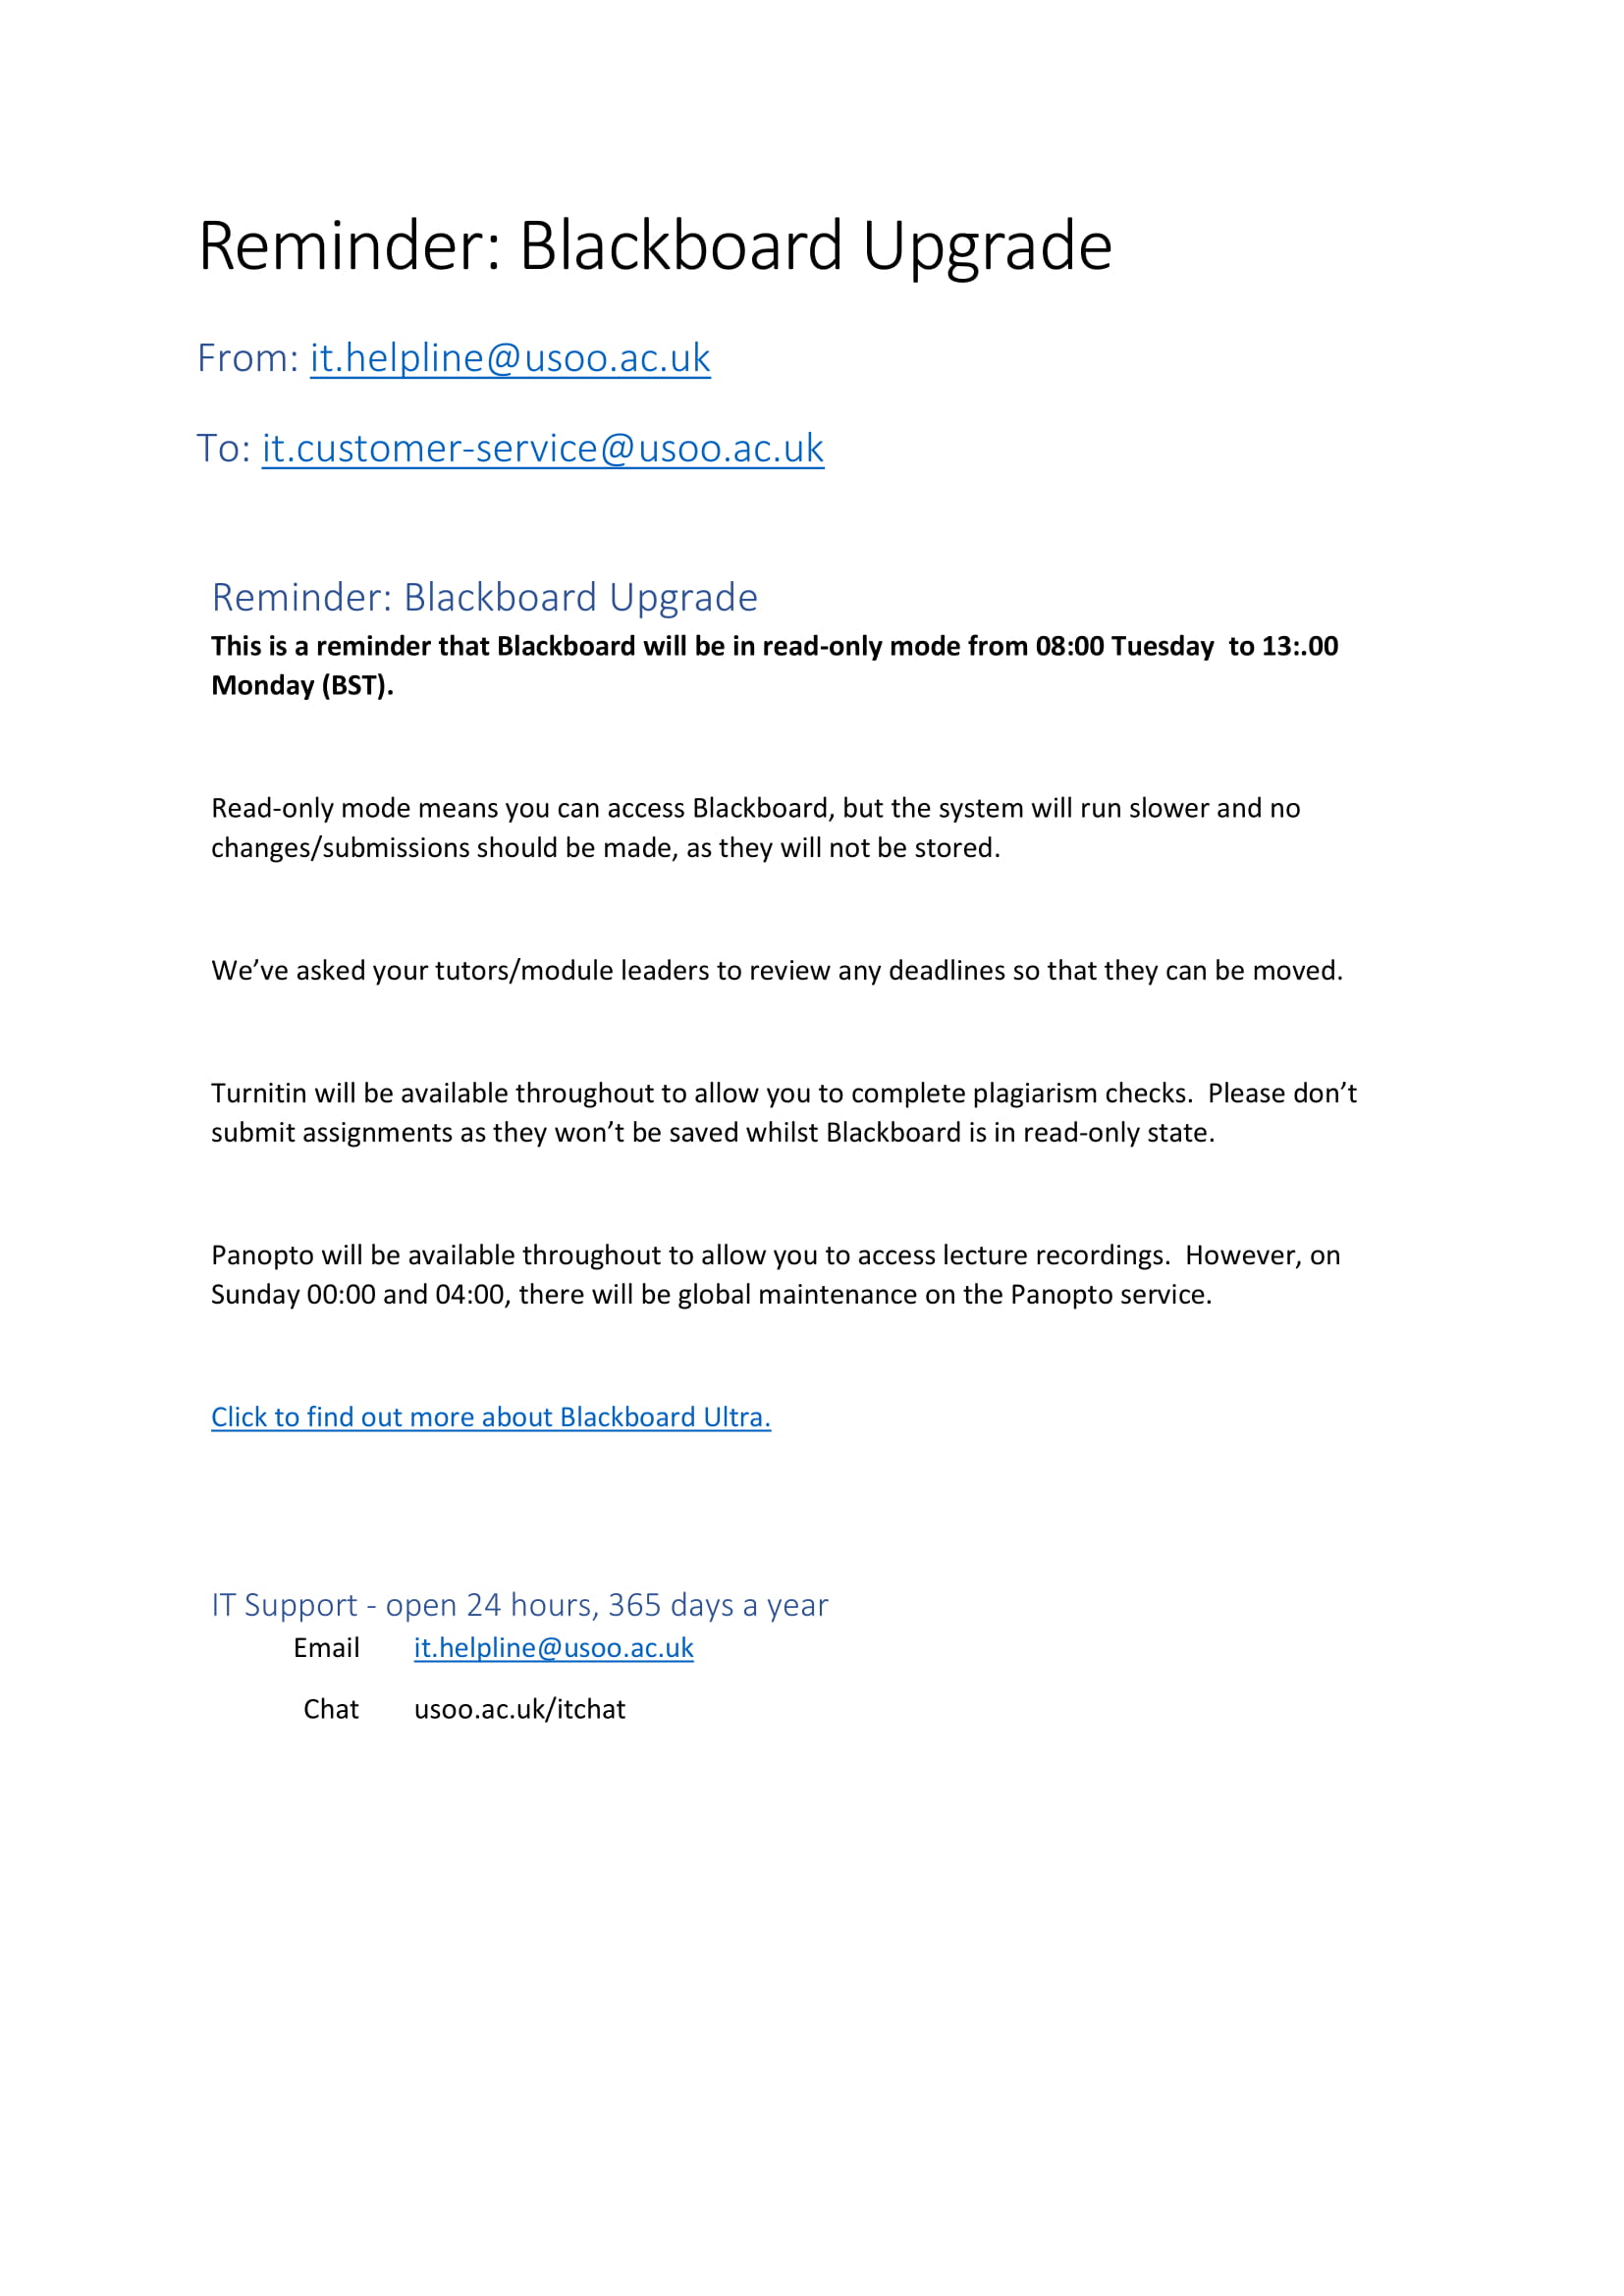 Reminder: Blackboard Upgrade
From: it.helpline@usoo.ac.uk
To: it.customer-service@usoo.ac.uk
Reminder: Blackboard Upgrade
This is a reminder that Blackboard will be in read-only mode from 08:00 Tuesday  to 13:.00
Monday (BST).
Read-only mode means you can access Blackboard, but the system will run slower and no
changes/submissions should be made, as they will not be stored.
We’ve asked your tutors/module leaders to review any deadlines so that they can be moved.
Turnitin will be available throughout to allow you to complete plagiarism checks.  Please don’t
submit assignments as they won’t be saved whilst Blackboard is in read-only state.
Panopto will be available throughout to allow you to access lecture recordings.  However, on
Sunday 00:00 and 04:00, there will be global maintenance on the Panopto service.
Click to find out more about Blackboard Ultra.
IT Support - open 24 hours, 365 days a year
Email it.helpline@usoo.ac.uk
Chat usoo.ac.uk/itchat